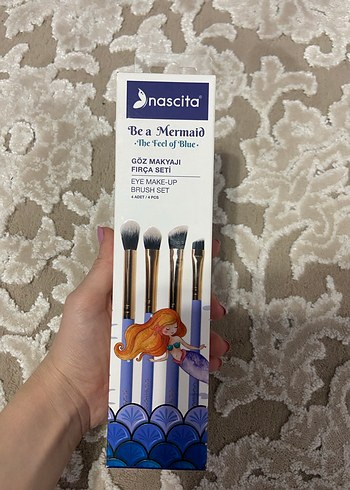 nascita®
Be a Mermaid
·The Feel of Blue·
GÖZ MAKYAJI
FIRÇA SETİ
EYE MAKE-UP
BRUSH SET
4 ADET / 4 PCS